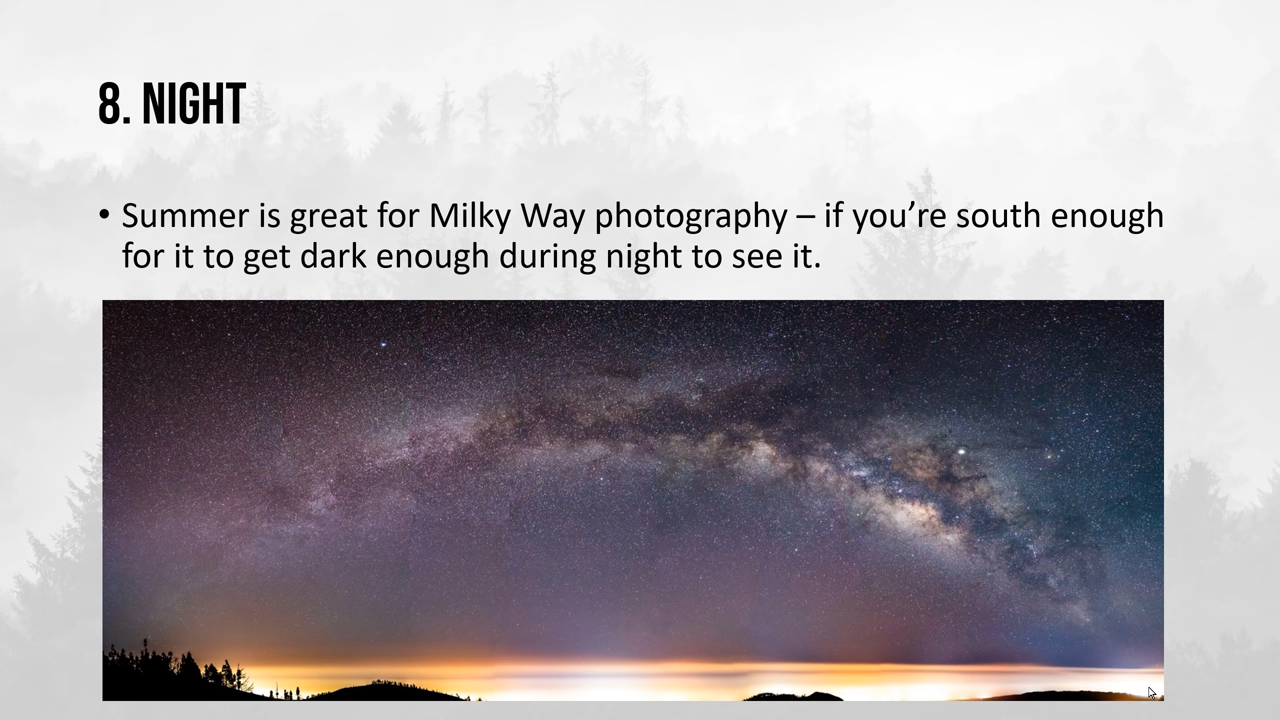 8. NIGHT
• Summer is great for Milky Way photography – if you’re south enough
for it to get dark enough during night to see it.